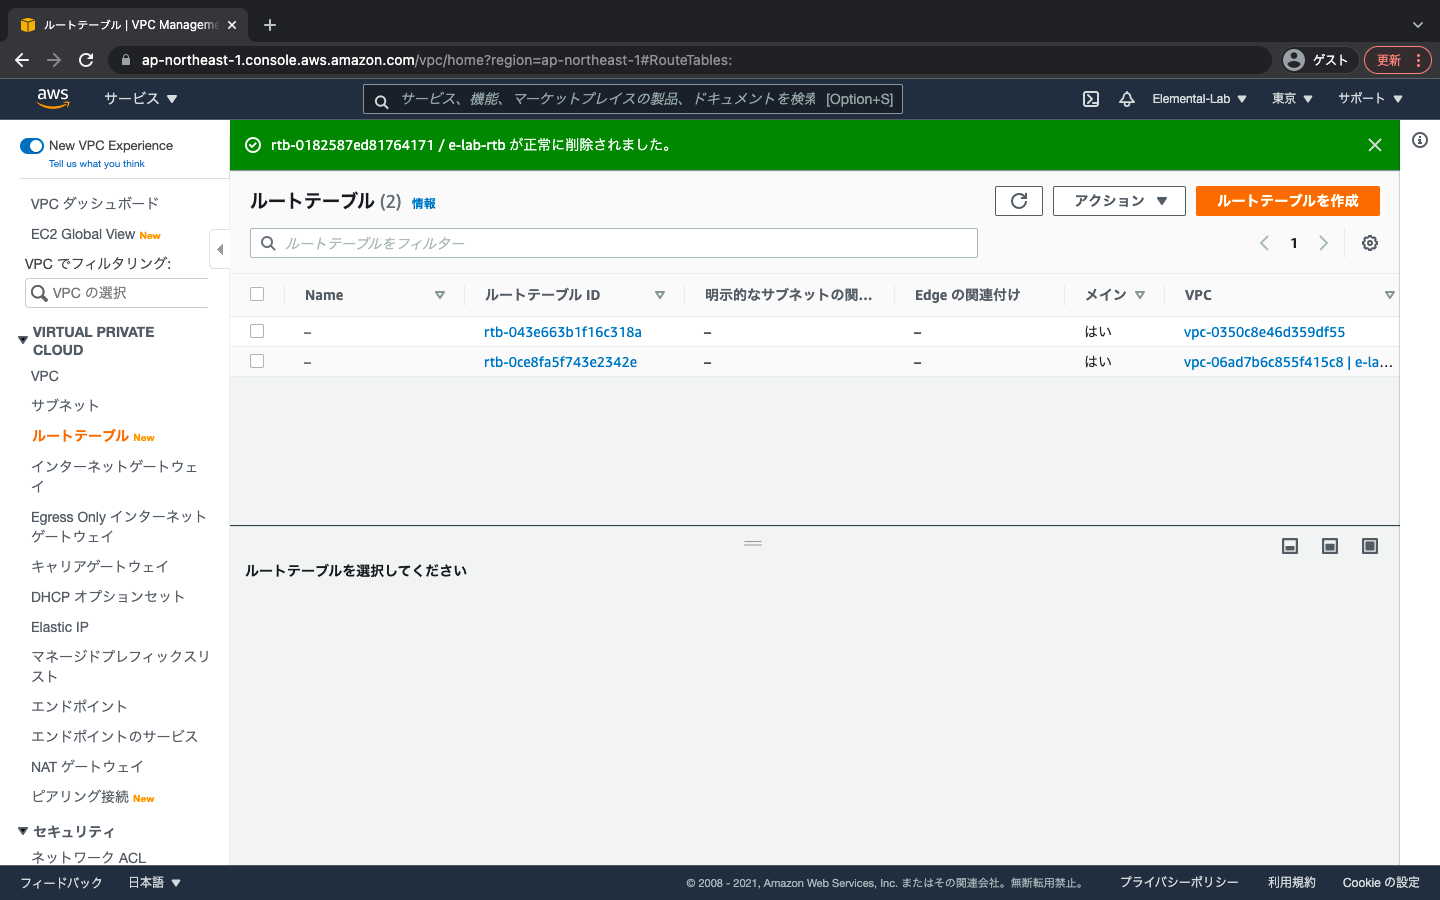 ルートテーブル | VPC Manageme
ap-northeast-1.console.aws.amazon.com/vpc/home?region=ap-northeast-1#RouteTables:
ゲスト
更新
aws
サービス ▼
サービス、機能、マーケットプレイスの製品、ドキュメントを検索 [Option+S]
Elemental-Lab ▼
東京 ▼
サポート ▼
New VPC Experience
Tell us what you think
VPC ダッシュボード
EC2 Global View New
VPC でフィルタリング:
VPC の選択
VIRTUAL PRIVATE
CLOUD
VPC
サブネット
ルートテーブル New
インターネットゲートウェ
イ
Egress Only インターネット
ゲートウェイ
キャリアゲートウェイ
DHCP オプションセット
Elastic IP
マネージドプレフィックスリ
スト
エンドポイント
エンドポイントのサービス
NAT ゲートウェイ
ピアリング接続 New
セキュリティ
ネットワーク ACL
rtb-0182587ed81764171 / e-lab-rtb が正常に削除されました。
ルートテーブル (2) 情報
アクション ▼
ルートテーブルを作成
ルートテーブルをフィルター
1
Name ルートテーブル ID 明示的なサブネットの関... Edge の関連付け メイン VPC
– rtb-043e663b1f16c318a – – はい vpc-0350c8e46d359df55
– rtb-0ce8fa5f743e2342e – – はい vpc-06ad7b6c855f415c8 | e-la...
ルートテーブルを選択してください
フィードバック
日本語 ▼
© 2008 - 2021, Amazon Web Services, Inc. またはその関連会社。無断転用禁止。
プライバシーポリシー
利用規約
Cookie の設定